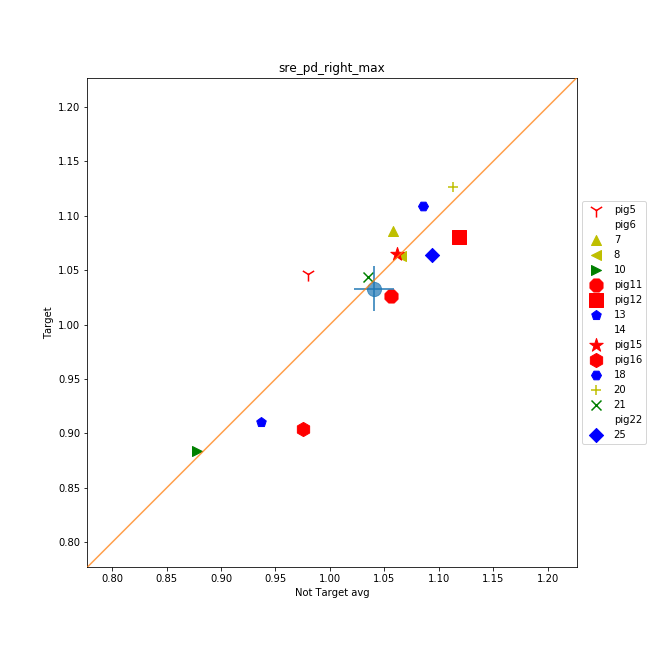 sre_pd_right_max
1.20
1.15
1.10
1.05
1.00
0.95
0.90
0.85
0.80
Target
0.80 0.85 0.90 0.95 1.00 1.05 1.10 1.15 1.20
Not Target avg
pig5
pig6
7
8
10
pig11
pig12
13
14
pig15
pig16
18
20
21
pig22
25